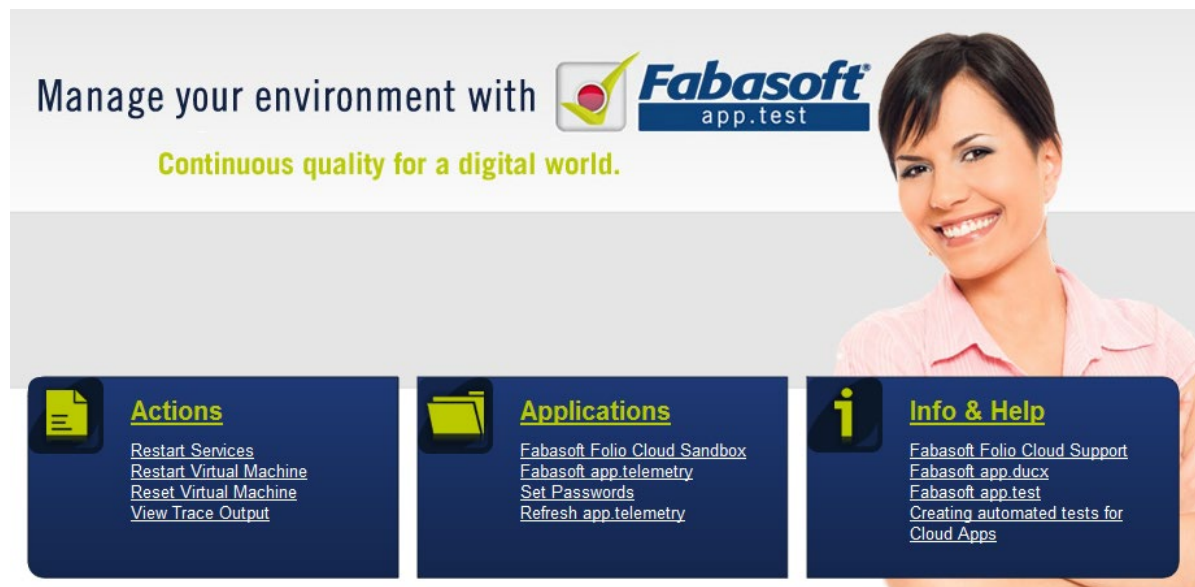 Manage your environment with Fabasoft®
app.test
Continuous quality for a digital world.
Actions
Restart Services
Restart Virtual Machine
Reset Virtual Machine
View Trace Output
Applications
Fabasoft Folio Cloud Sandbox
Fabasoft app.telemetry
Set Passwords
Refresh app.telemetry
Info & Help
Fabasoft Folio Cloud Support
Fabasoft app.ducx
Fabasoft app.test
Creating automated tests for
Cloud Apps